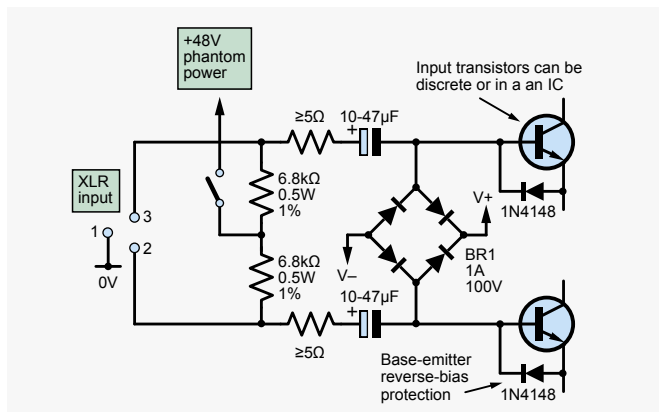 +48V
phantom
power
Input transistors can be
discrete or in a an IC
≥5Ω
10-47µF
+
XLR
input
3
1
2
0V
6.8kΩ
0.5W
1%
6.8kΩ
0.5W
1%
V+
V–
1N4148
BR1
1A
100V
10-47µF
+
≥5Ω
Base-emitter
reverse-bias
protection
1N4148